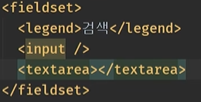 <fieldset>
<legend>검색</legend>
<input />
<textarea></textarea>
</fieldset>